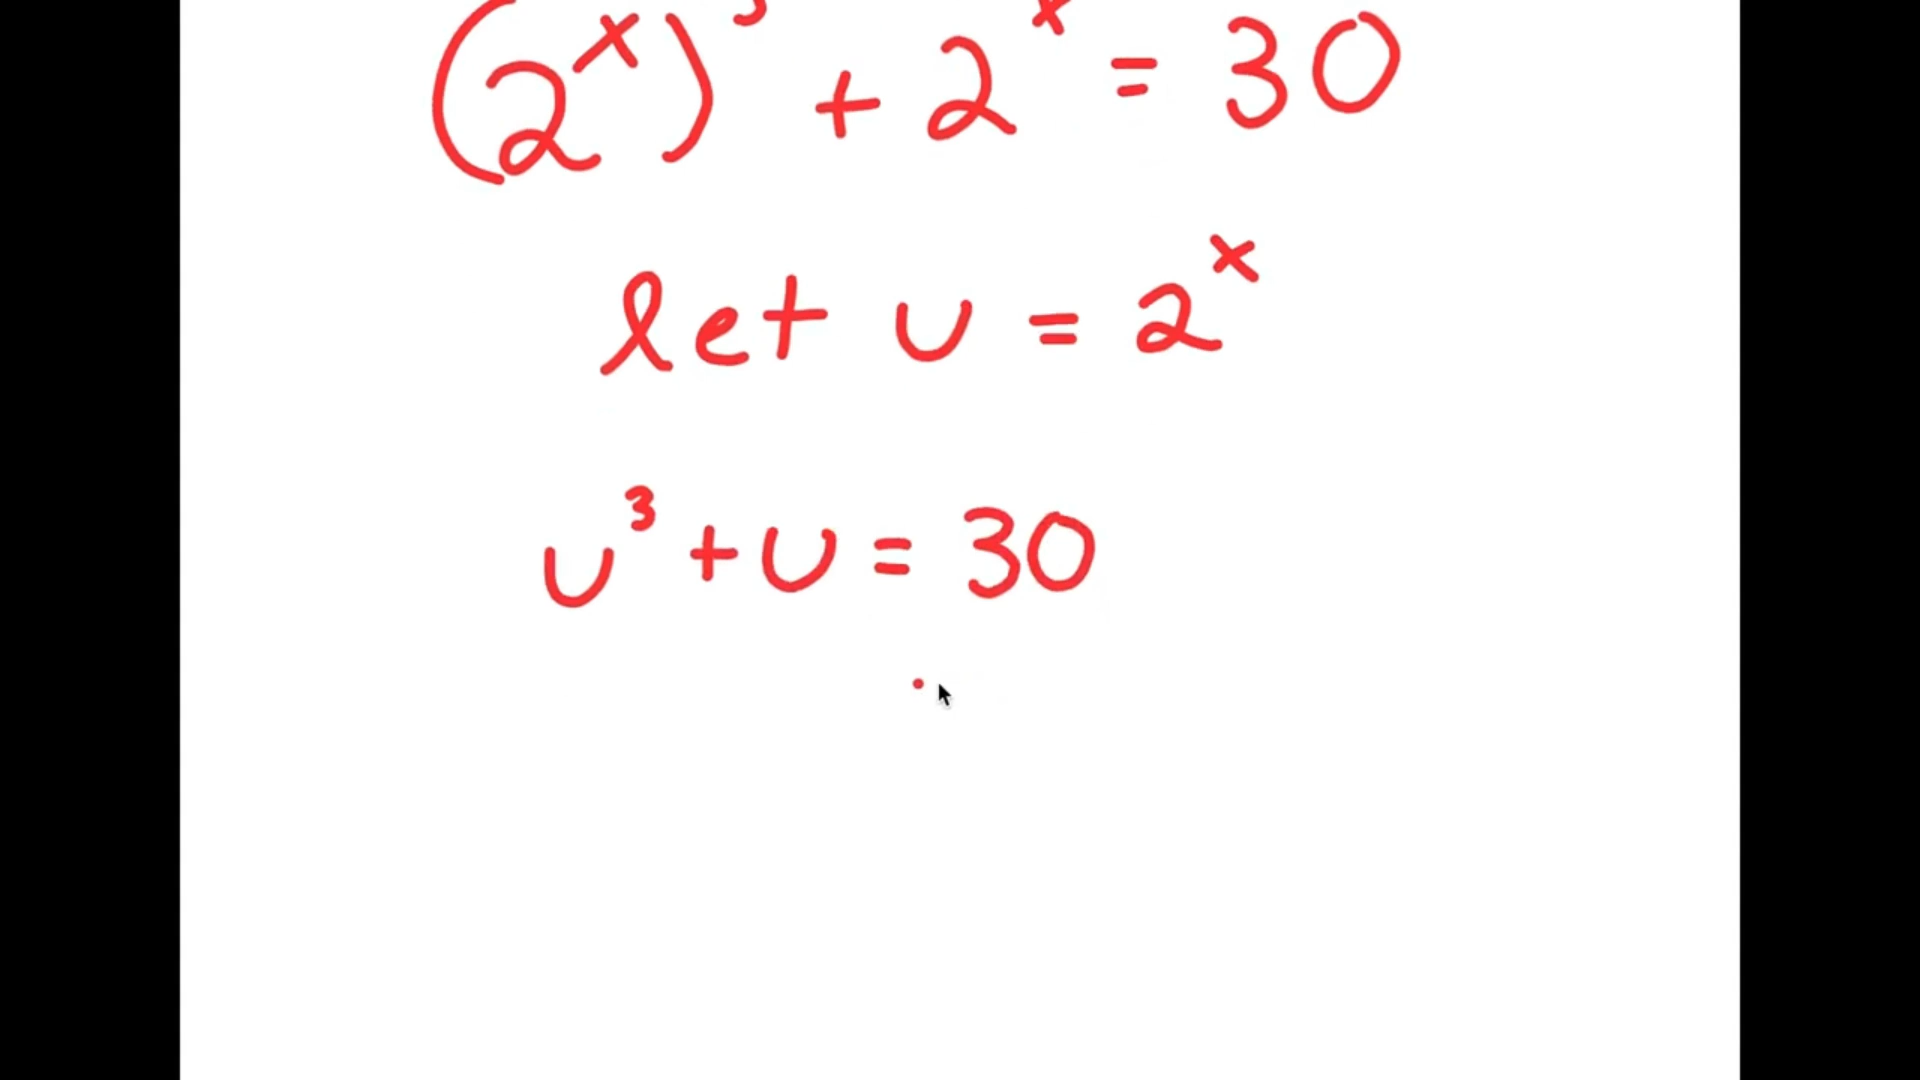 (2^x)^3 + 2^x = 30
let u = 2^x
u^3 + u = 30